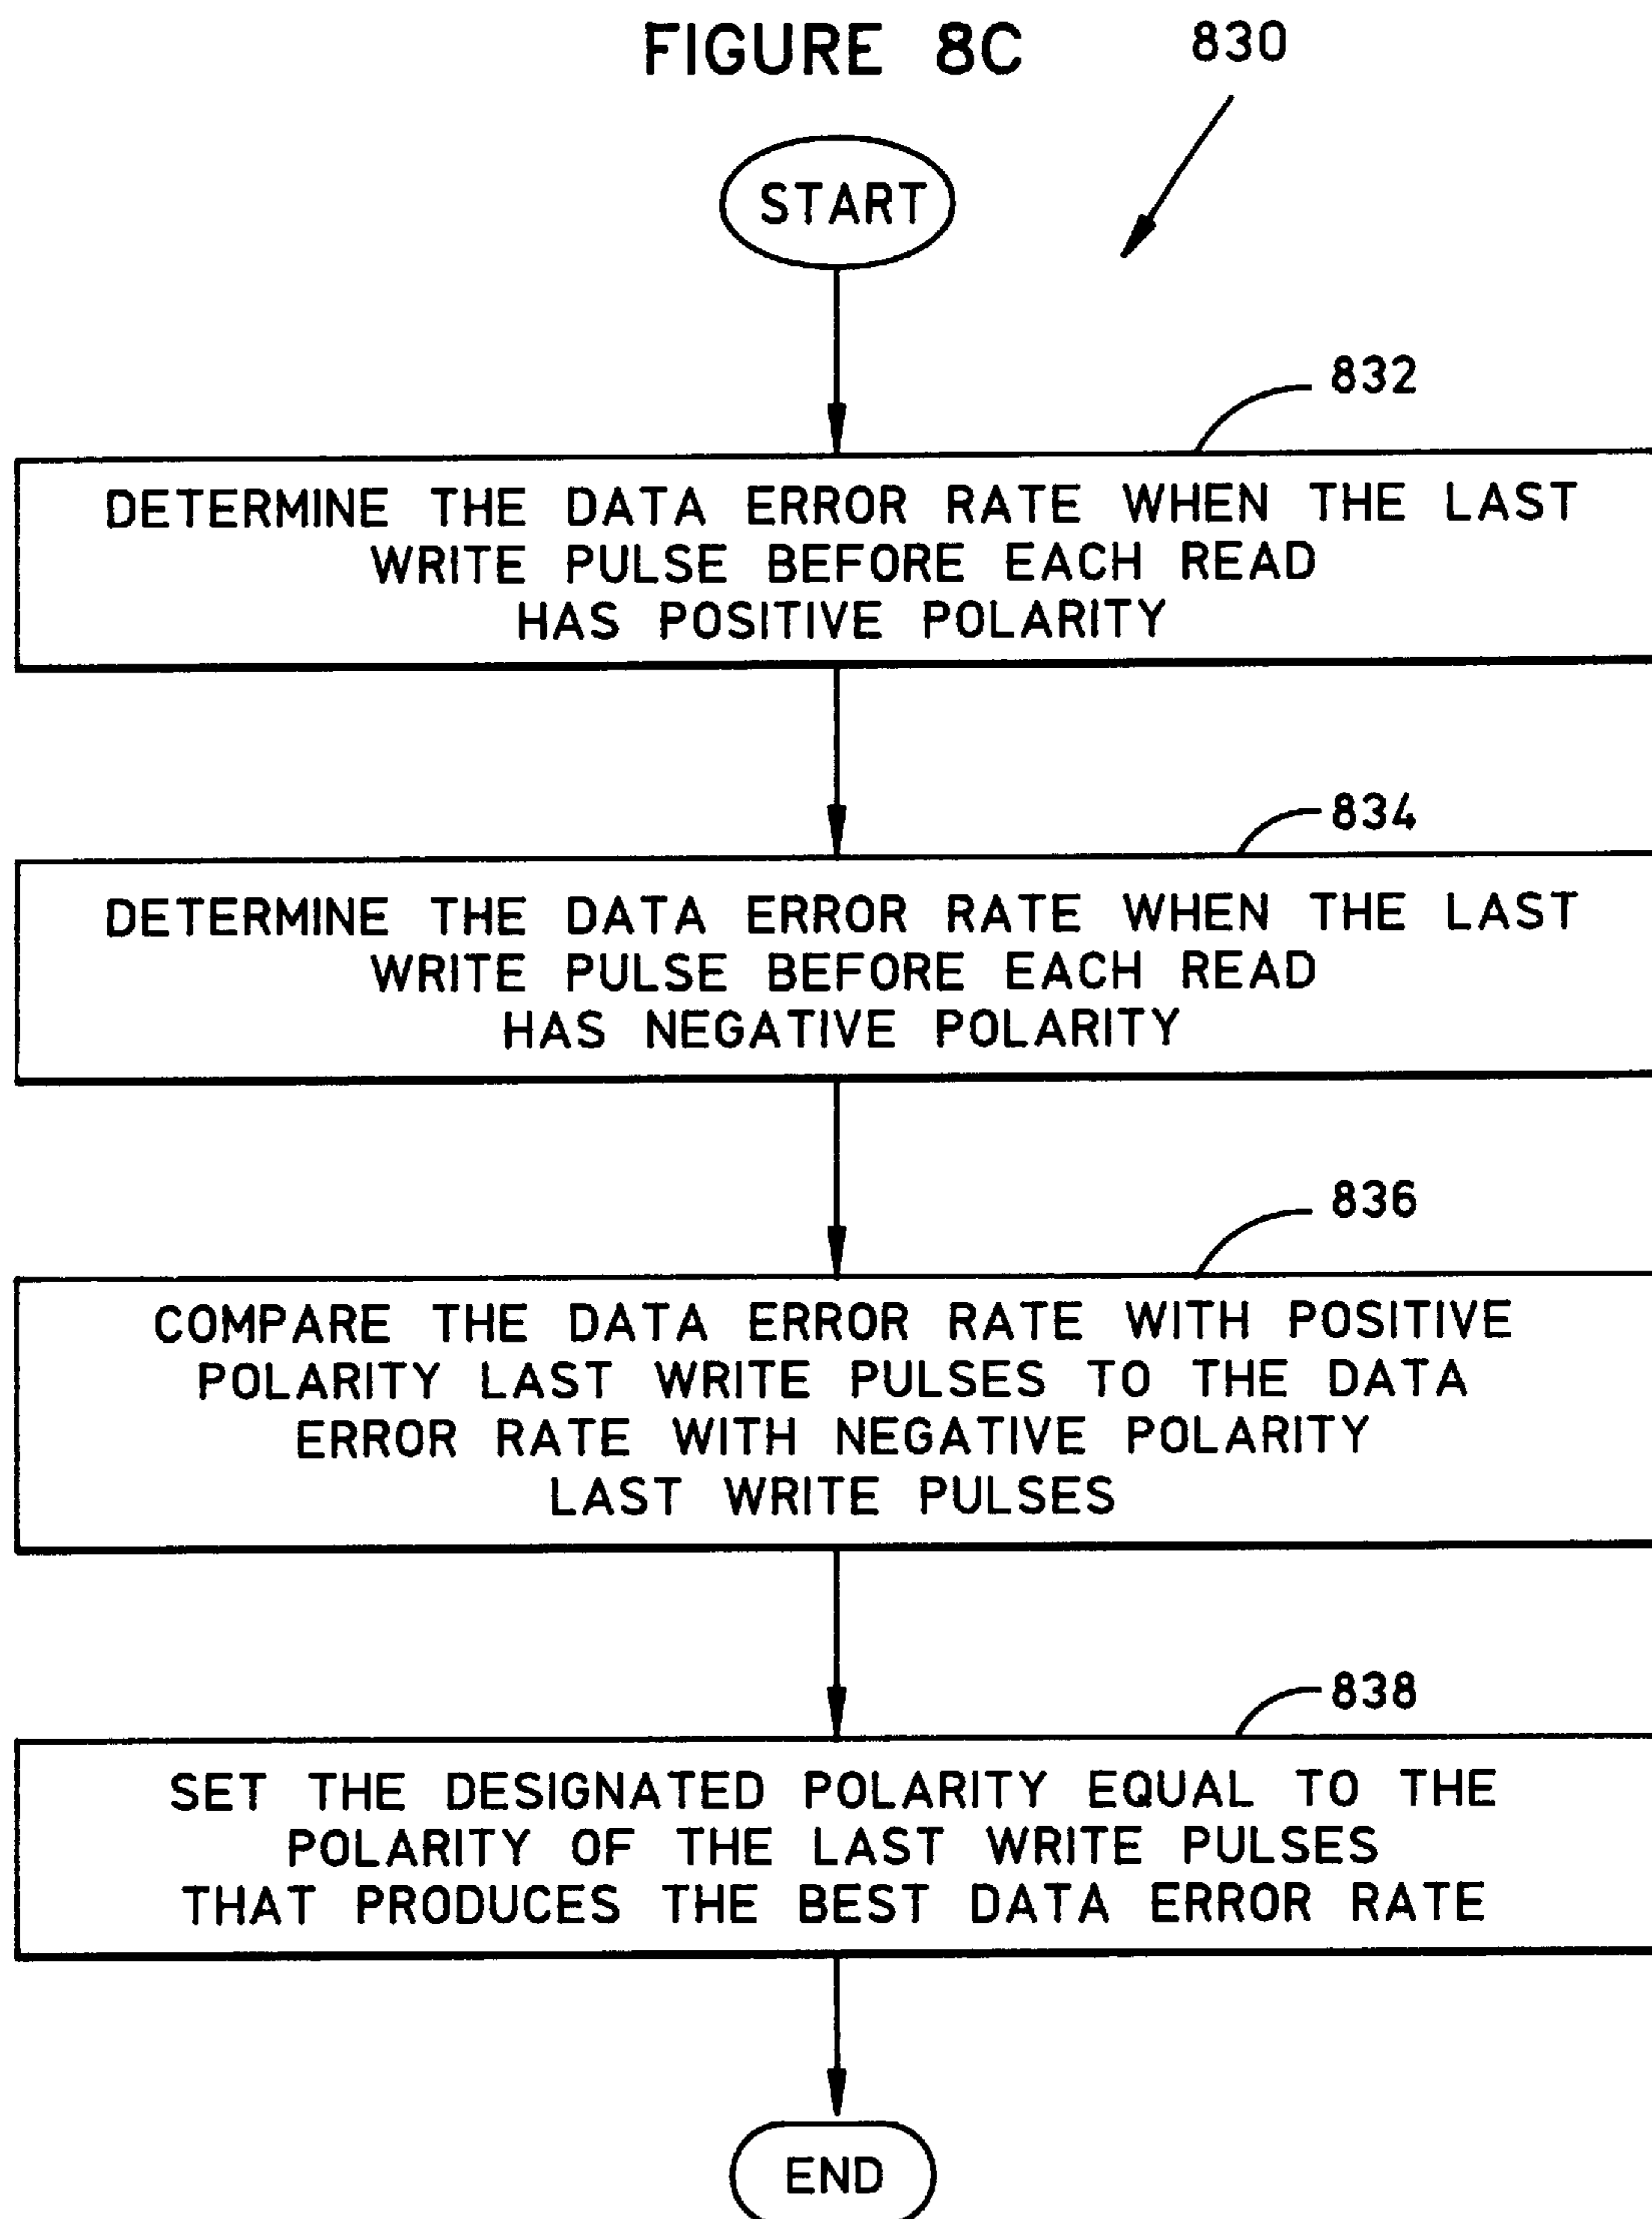 FIGURE 8C
830
START
832
DETERMINE THE DATA ERROR RATE WHEN THE LAST
WRITE PULSE BEFORE EACH READ
HAS POSITIVE POLARITY
834
DETERMINE THE DATA ERROR RATE WHEN THE LAST
WRITE PULSE BEFORE EACH READ
HAS NEGATIVE POLARITY
836
COMPARE THE DATA ERROR RATE WITH POSITIVE
POLARITY LAST WRITE PULSES TO THE DATA
ERROR RATE WITH NEGATIVE POLARITY
LAST WRITE PULSES
838
SET THE DESIGNATED POLARITY EQUAL TO THE
POLARITY OF THE LAST WRITE PULSES
THAT PRODUCES THE BEST DATA ERROR RATE
END